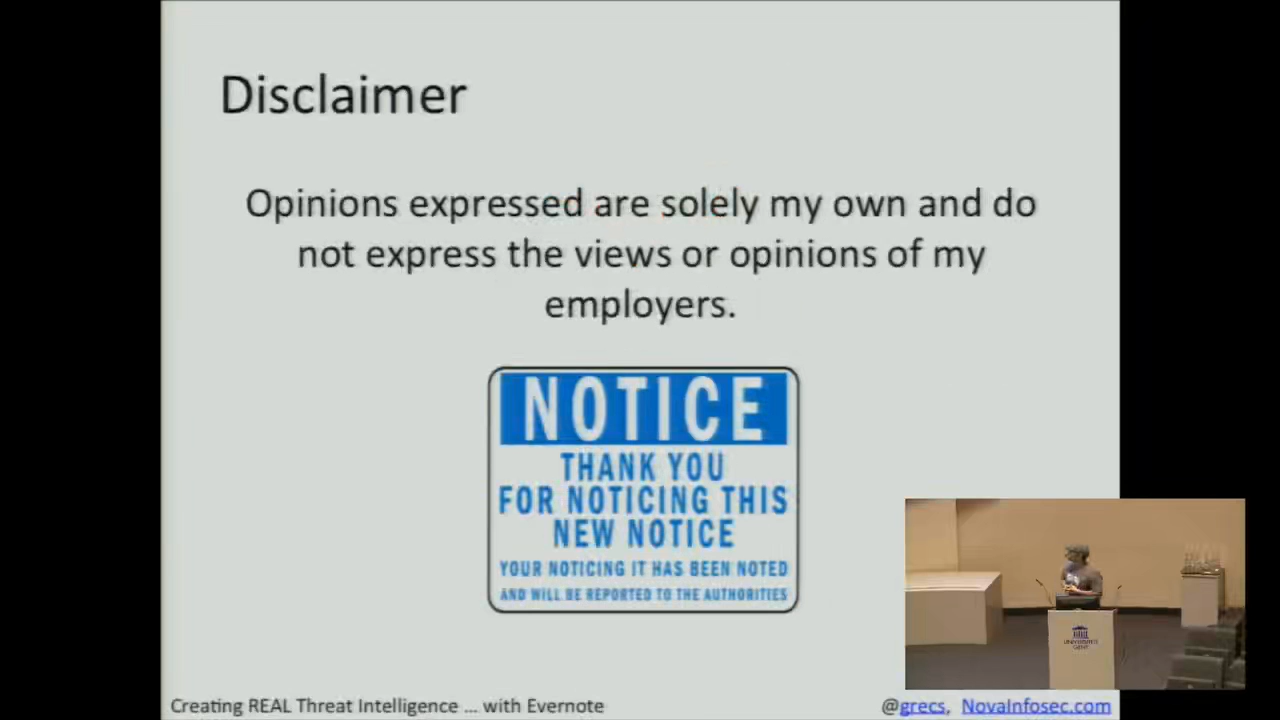 Disclaimer
Opinions expressed are solely my own and do
not express the views or opinions of my
employers.
NOTICE
THANK YOU
FOR NOTICING THIS
NEW NOTICE
YOUR NOTICING IT HAS BEEN NOTED
AND WILL BE REPORTED TO THE AUTHORITIES
UNIVERSITEIT
GENT
Creating REAL Threat Intelligence ... with Evernote
@grecs, NovaInfosec.com